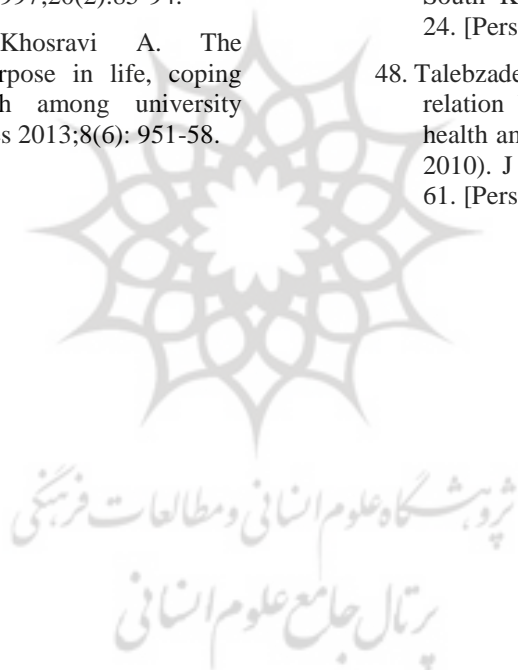 997;20(2):85-94.
Khosravi A. The
rpose in life, coping
h among university
es 2013;8(6): 951-58.
South K
24. [Pers
48. Talebzade
relation
health an
2010). J
61. [Pers
پژوهشگاه علوم انسانی و مطالعات فرهنگی
پرتال جامع علوم انسانی